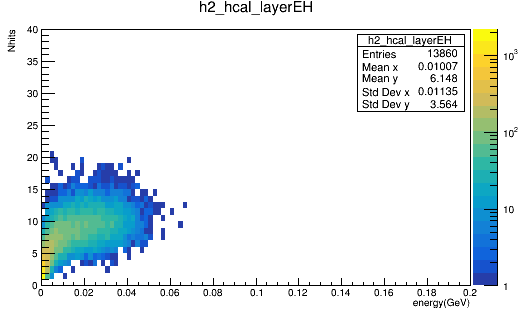 h2_hcal_layerEH
Nhits
h2_hcal_layerEH
Entries 13860
Mean x 0.01007
Mean y 6.148
Std Dev x 0.01135
Std Dev y 3.564
40
35
30
25
20
15
10
5
0
0 0.02 0.04 0.06 0.08 0.1 0.12 0.14 0.16 0.18 0.2
energy(GeV)
10³
10²
10
1